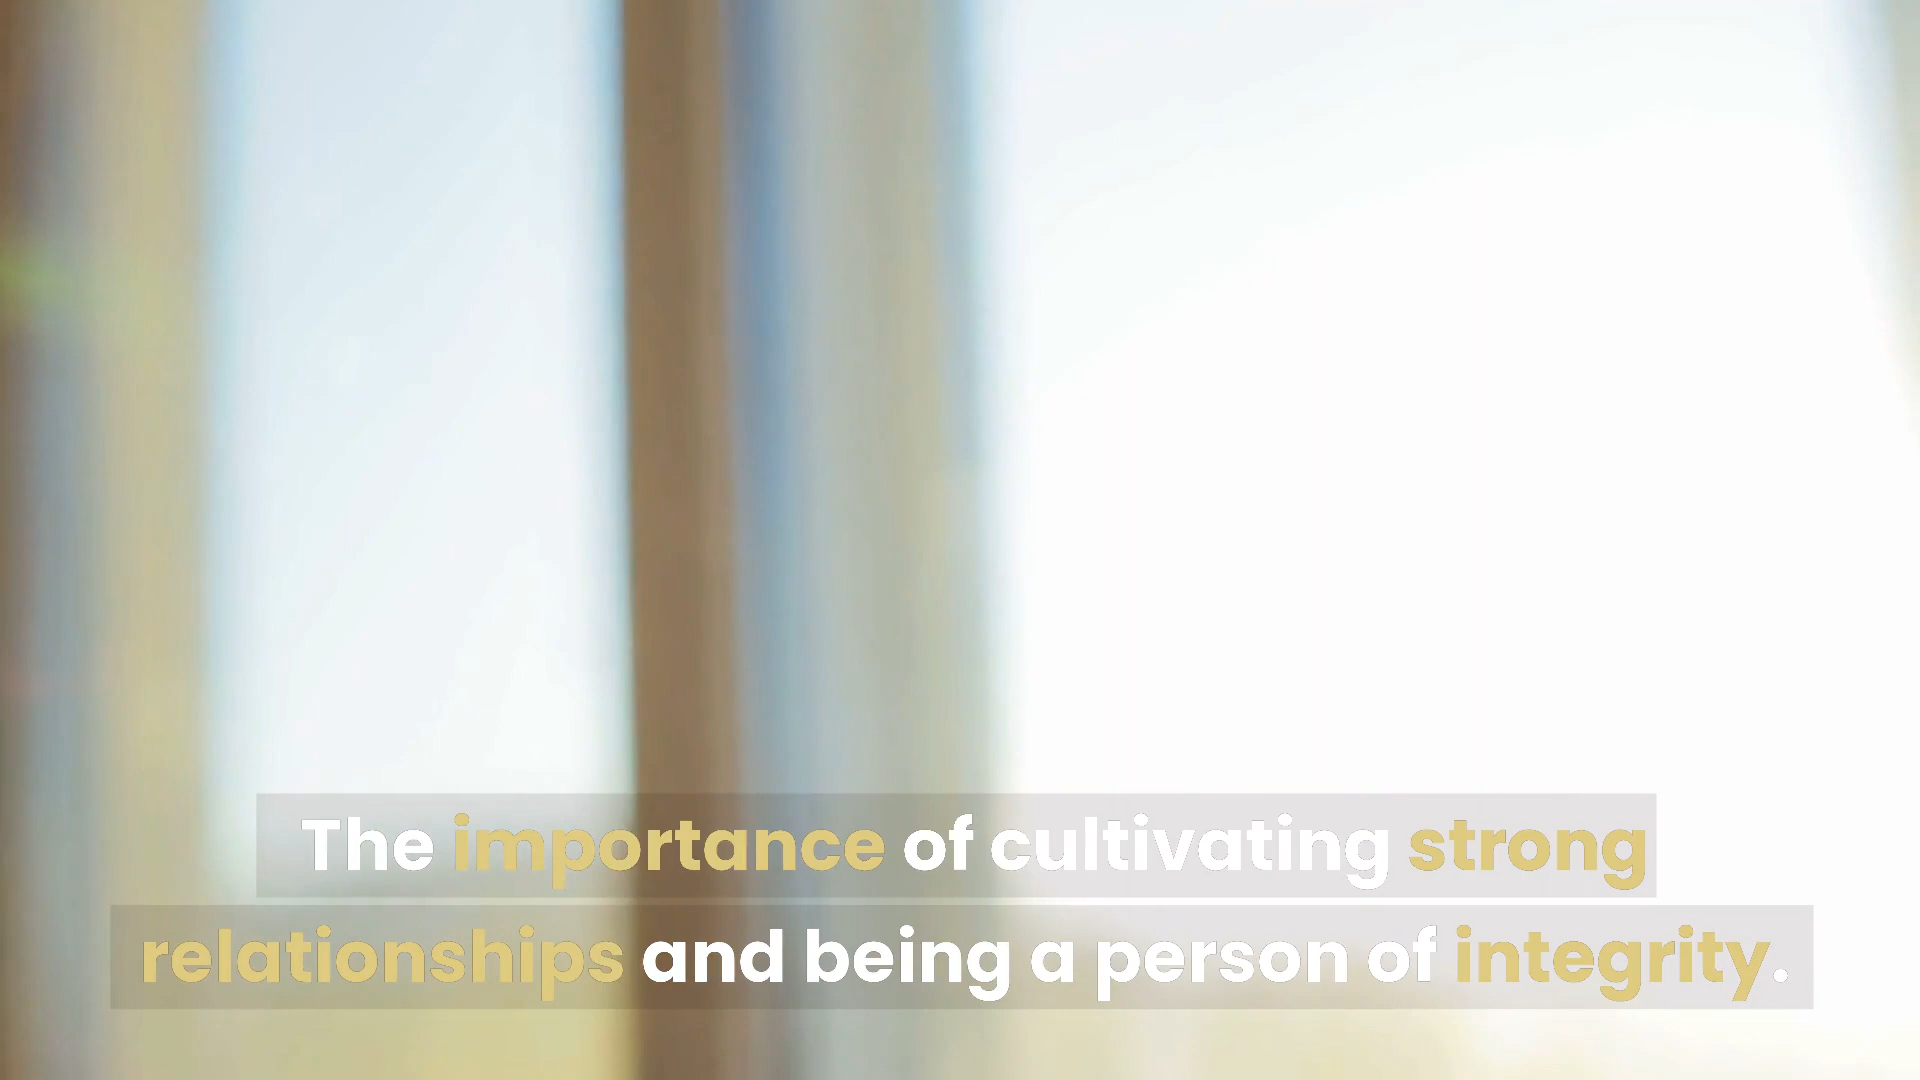 The importance of cultivating strong
relationships and being a person of integrity.